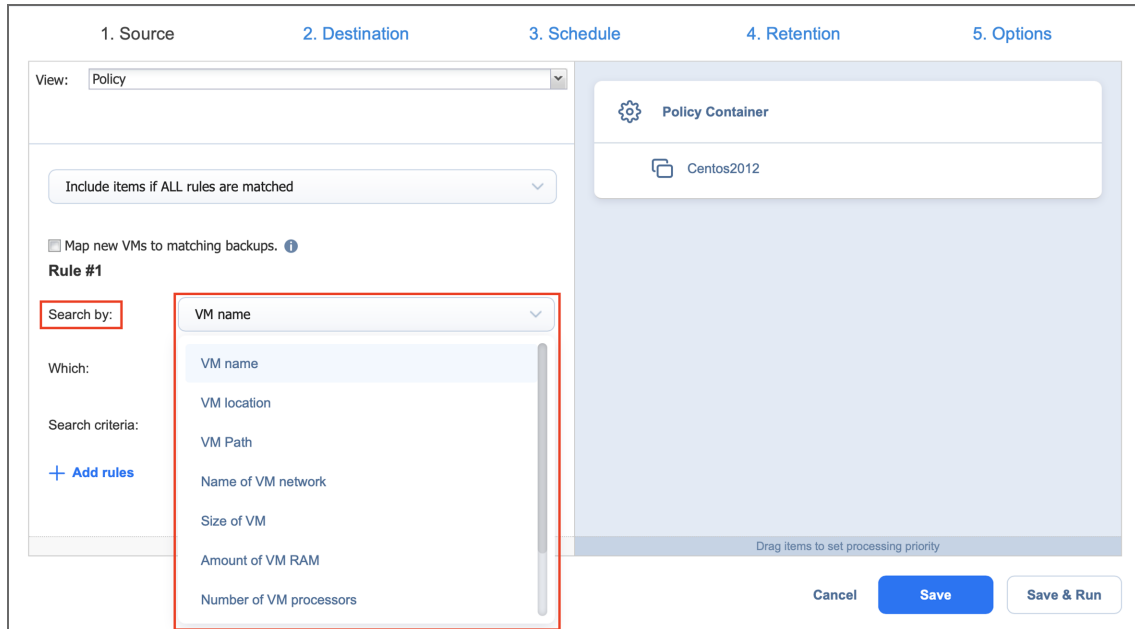 1. Source
2. Destination
3. Schedule
4. Retention
5. Options
View:
Policy
Include items if ALL rules are matched
Map new VMs to matching backups.
Rule #1
Search by:
VM name
VM name
VM location
VM Path
Name of VM network
Size of VM
Amount of VM RAM
Number of VM processors
Which:
Search criteria:
+ Add rules
Policy Container
Centos2012
Drag items to set processing priority
Cancel
Save
Save & Run